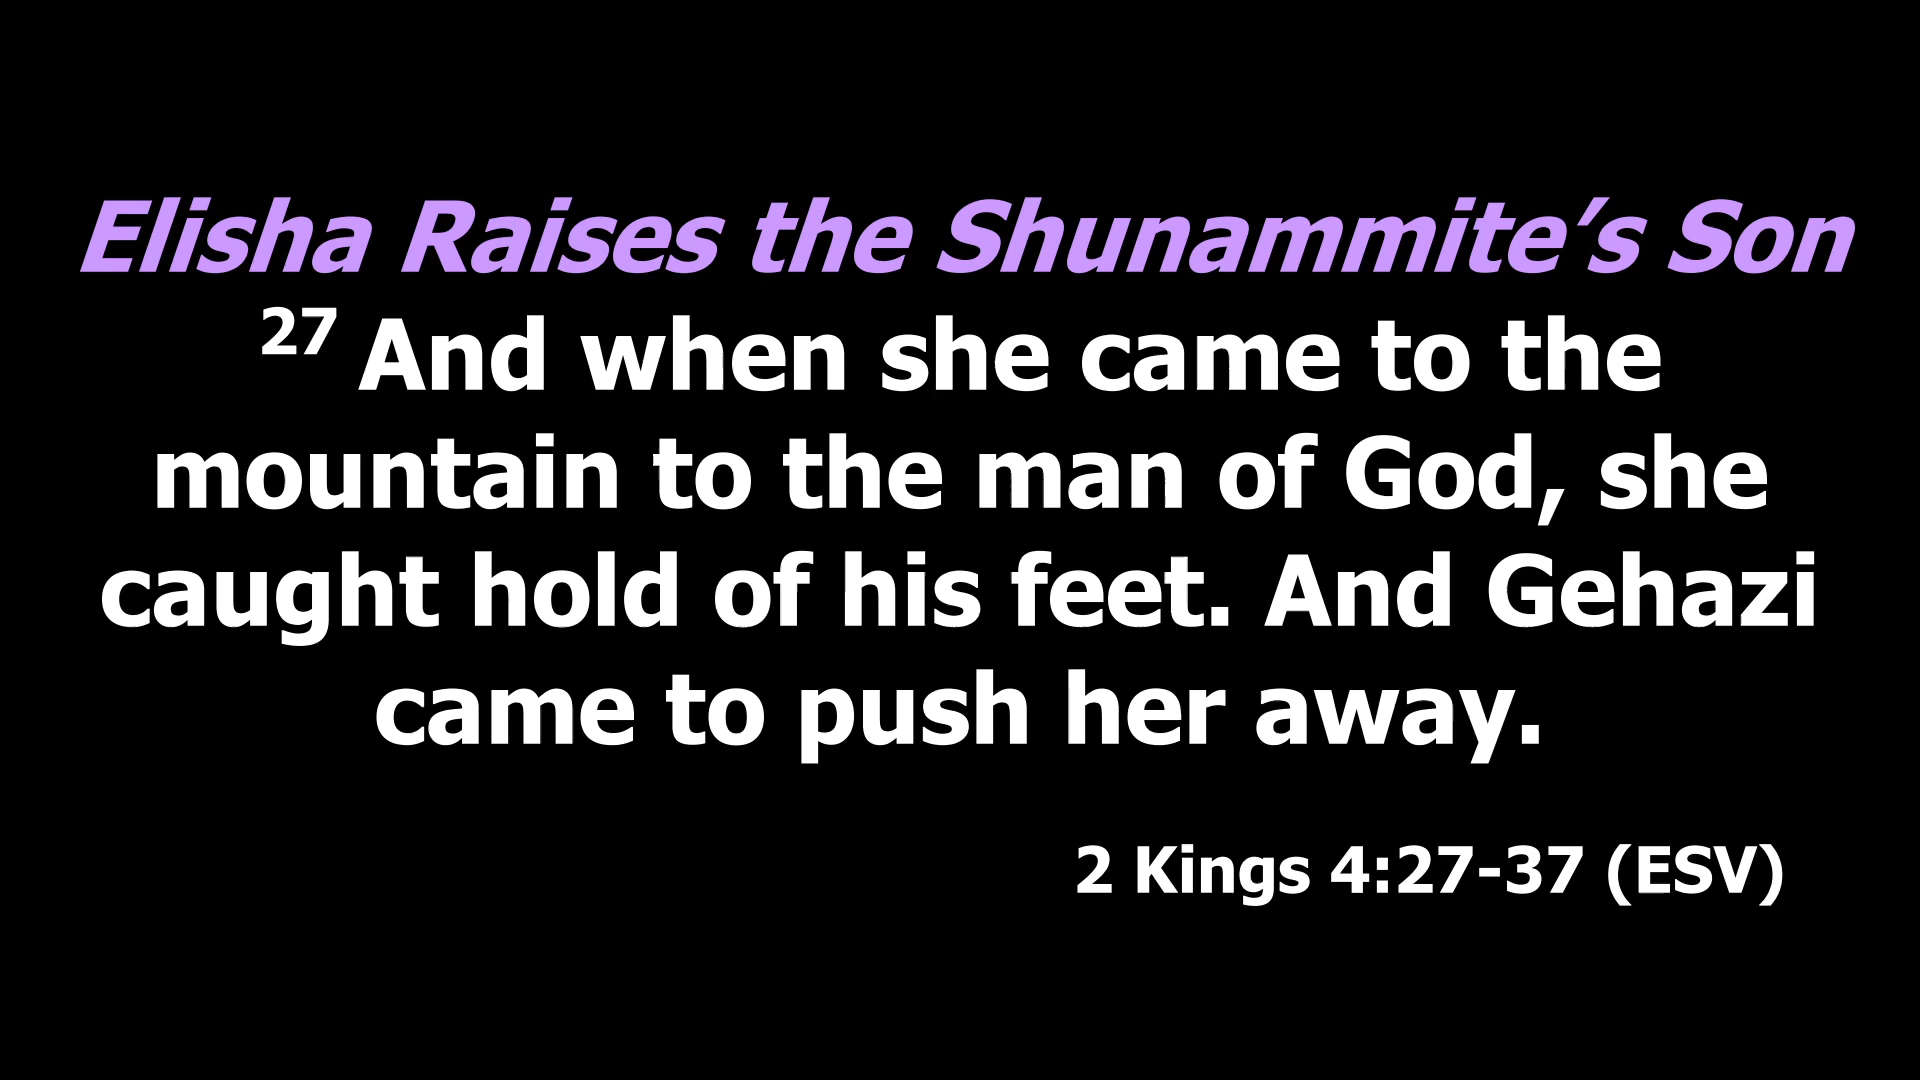 Elisha Raises the Shunammite’s Son
27 And when she came to the
mountain to the man of God, she
caught hold of his feet. And Gehazi
came to push her away.
2 Kings 4:27-37 (ESV)